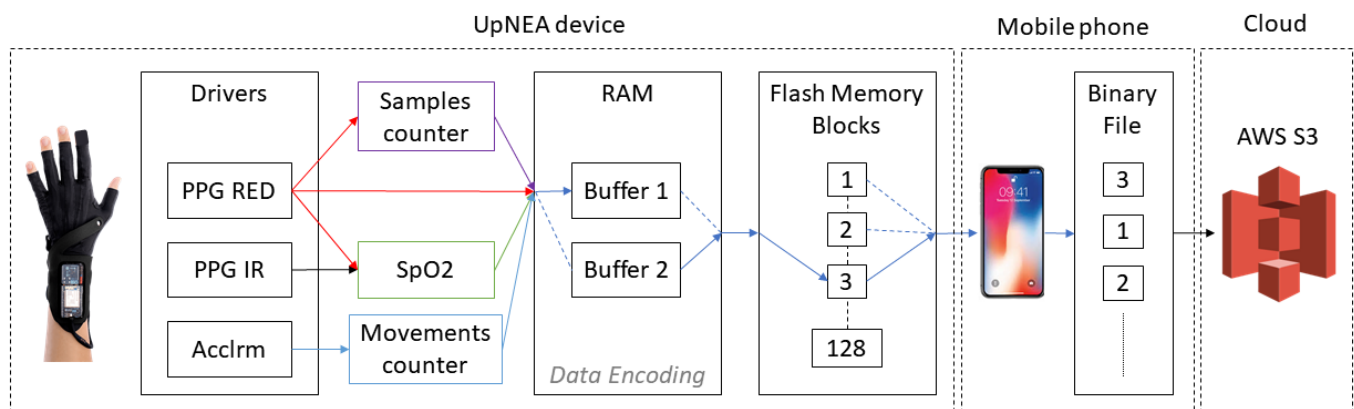 UpNEA device
Mobile phone
Cloud
Drivers
PPG RED
PPG IR
Acclrm
Samples
counter
SpO2
Movements
counter
RAM
Buffer 1
Buffer 2
Data Encoding
Flash Memory
Blocks
1
2
3
128
09:41
Binary
File
3
1
2
AWS S3